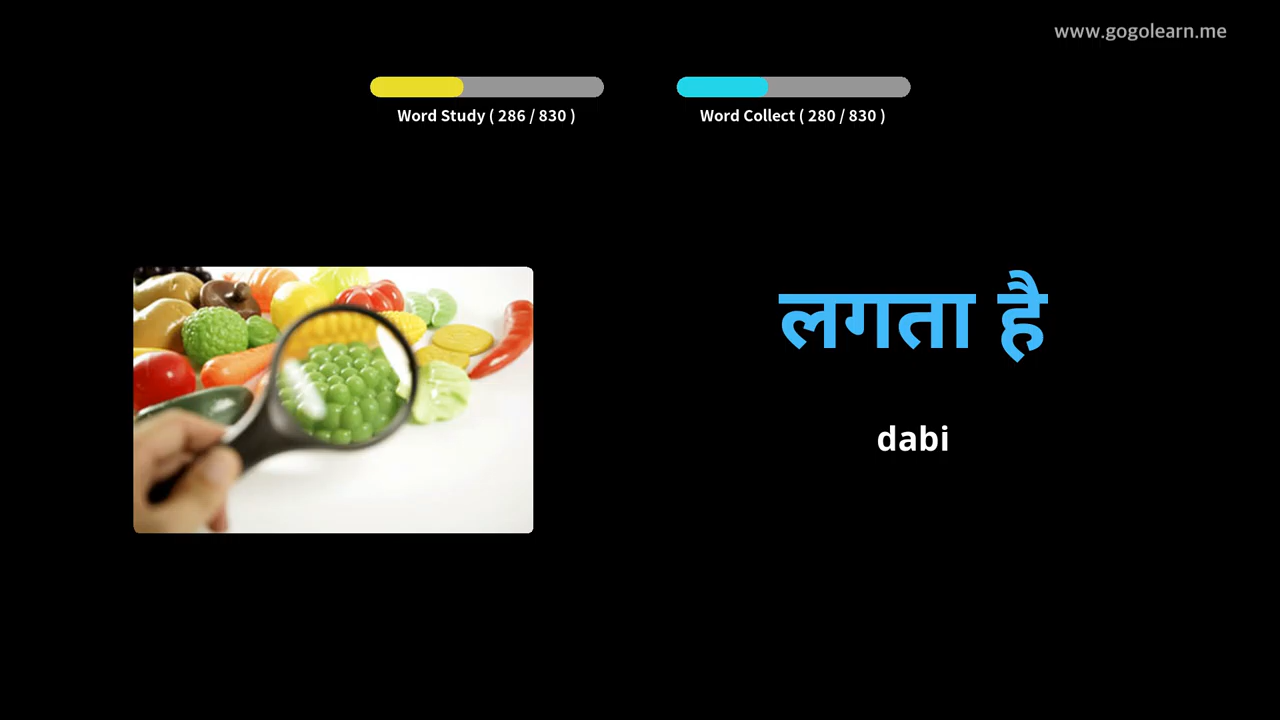 www.gogolearn.me
Word Study ( 286 / 830 )
Word Collect ( 280 / 830 )
लगता है
dabi